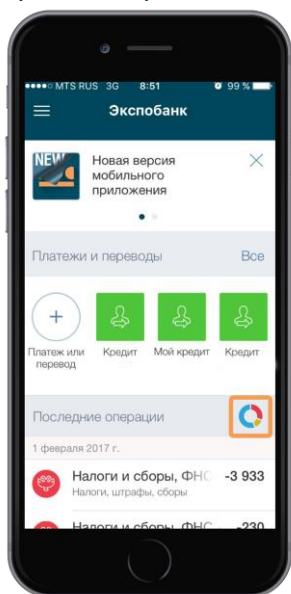 MTS RUS 3G 8:51 99 %
Экспобанк
NEW
Новая версия
мобильного
приложения
Платежи и переводы Все
Платеж или
перевод
Кредит Мой кредит Кредит
Последние операции
1 февраля 2017 г.
Налоги и сборы, ФНС -3 933
Налоги, штрафы, сборы
Налоги и сборы, ФНС -230